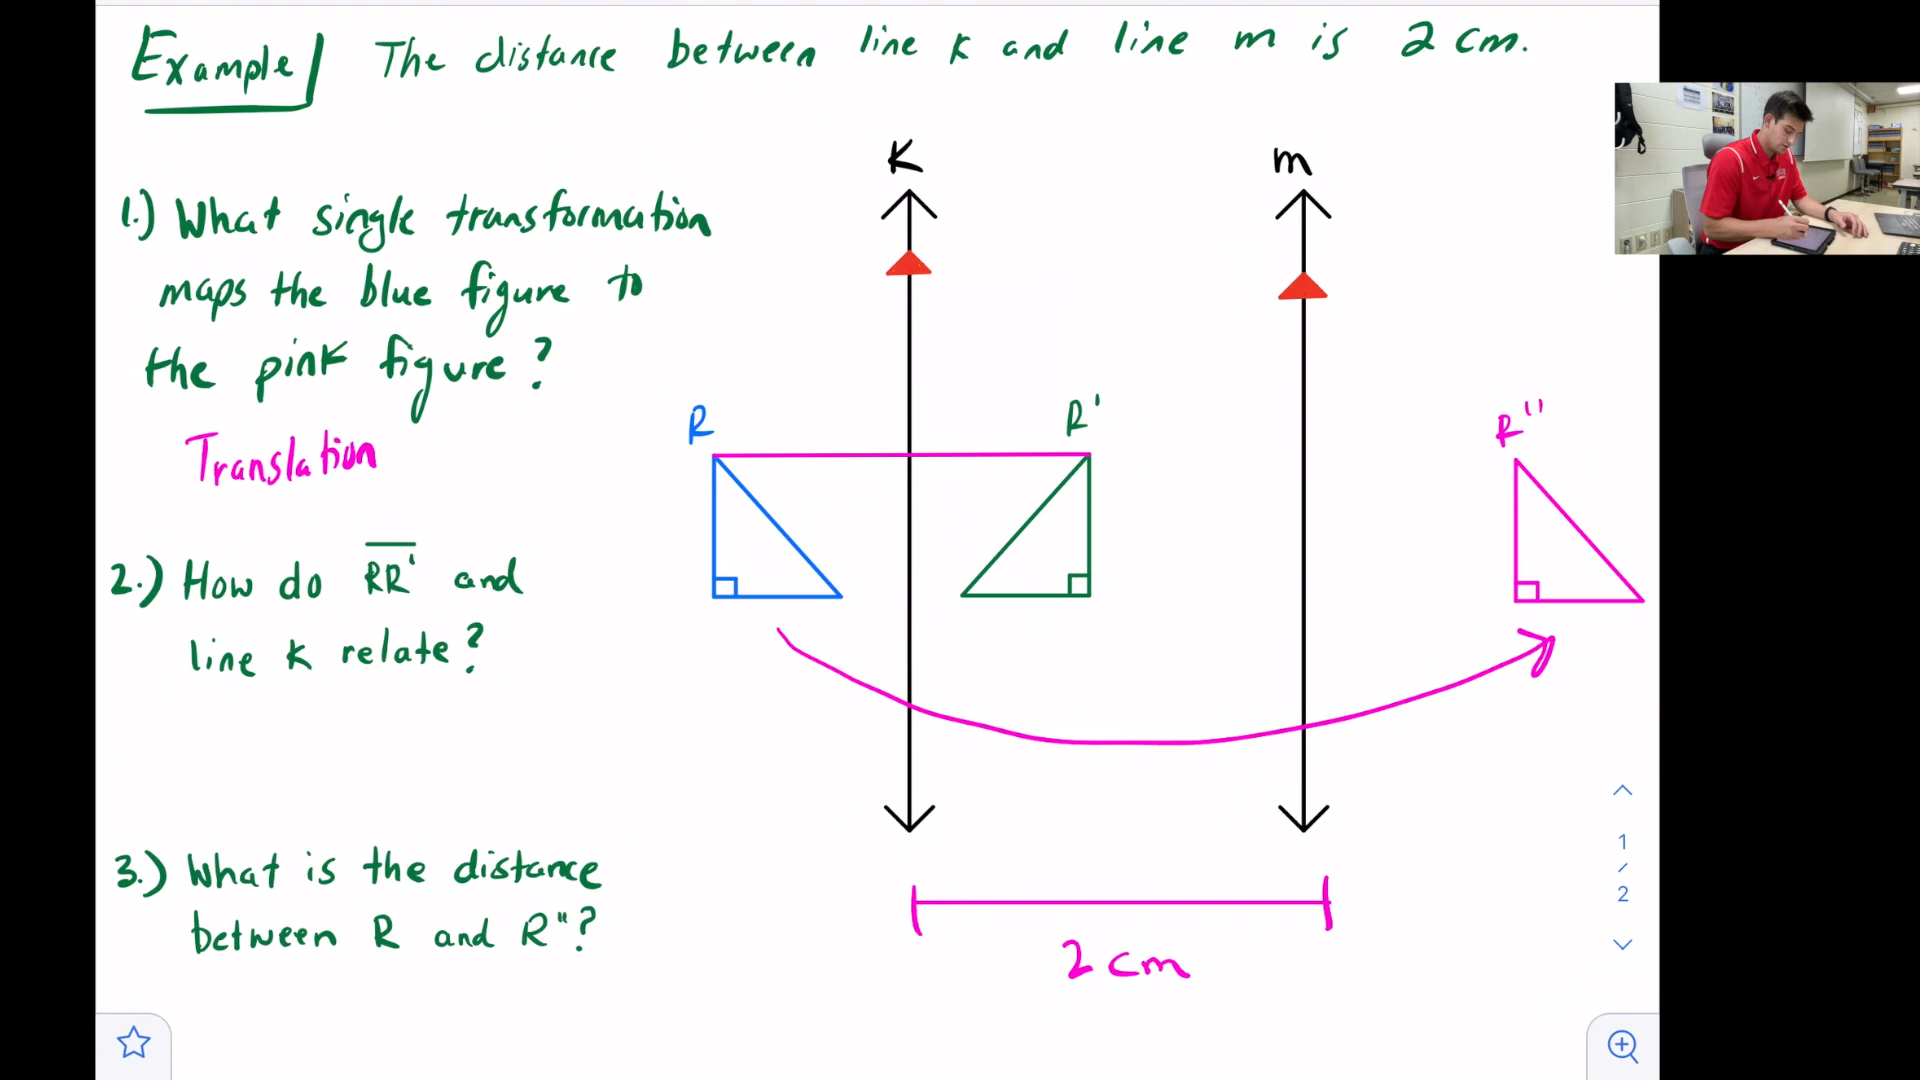 Example The distance between line k and line m is 2 cm.
K
m
1.) What single transformation
maps the blue figure to
the pink figure?
Translation
R
R'
R"
2.) How do RR' and
line K relate?
3.) What is the distance
between R and R"?
2 cm
1
/
2